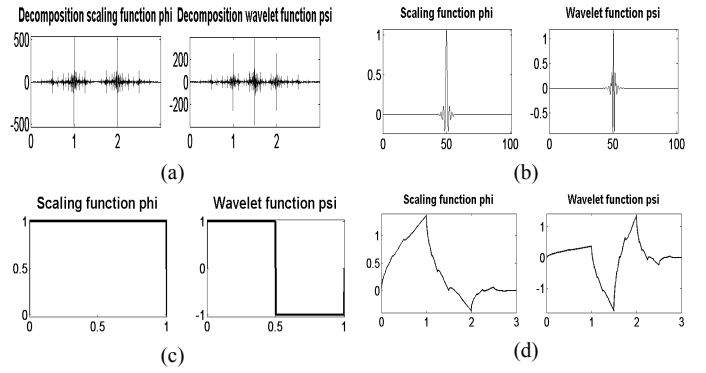 Decomposition scaling function phi
Decomposition wavelet function psi
500
0
-500
0 1 2
200
0
-200
0 1 2
(a)
Scaling function phi
Wavelet function psi
1
0.5
0
0 50 100
1
0.5
0
-0.5
0 50 100
(b)
Scaling function phi
Wavelet function psi
1
0.5
0
0 0.5 1
1
0
-1
0 0.5 1
(c)
Scaling function phi
Wavelet function psi
1
0.5
0
0 1 2 3
1
0
-1
0 1 2 3
(d)